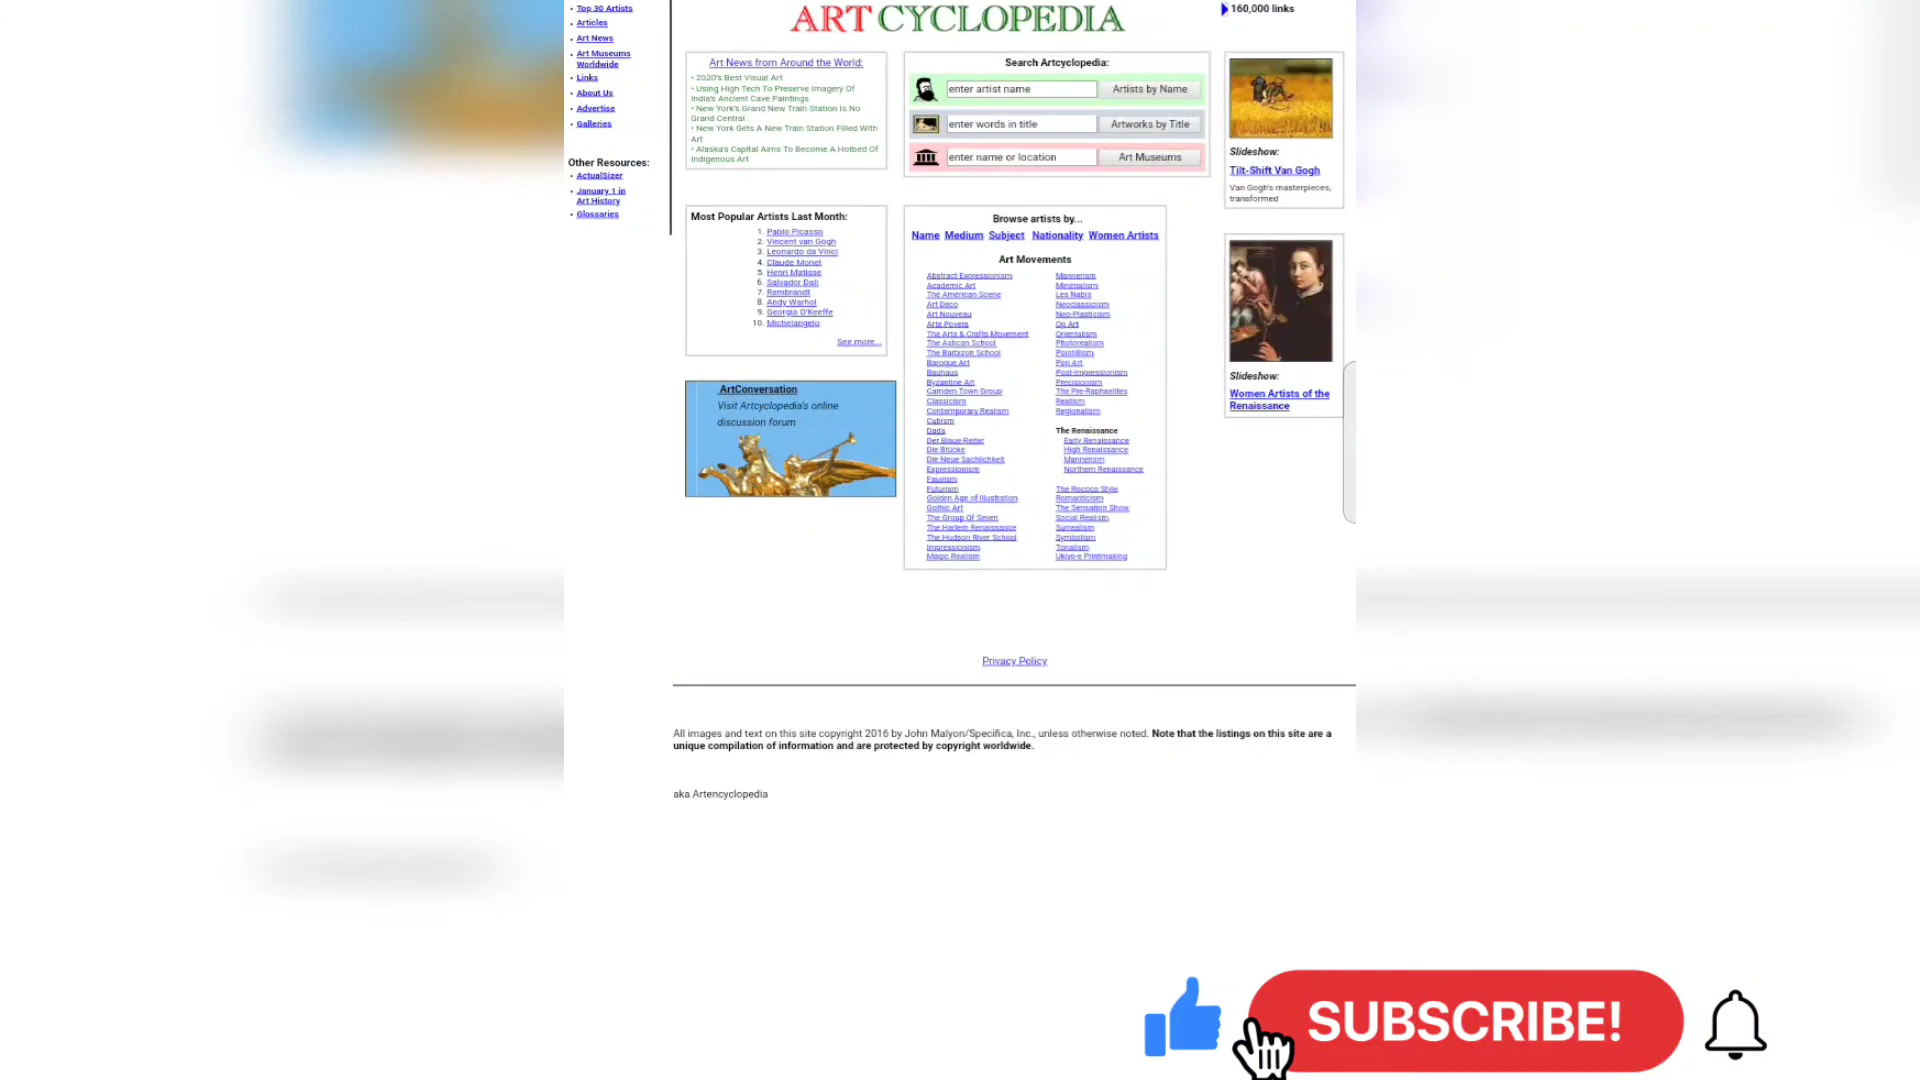 Top 30 Artists
Articles
Art News
Art Museums
Worldwide
Links
About Us
Advertise
Galleries
Other Resources:
ActualSizer
January 1 in
Art History
Glossaries
ARTCYCLOPEDIA
160,000 links
Art News from Around the World:
• 2020's Best Visual Art
• Using High Tech To Preserve Imagery Of
India's Ancient Cave Paintings
• New York's Grand New Train Station Is No
Grand Central
• New York Gets A New Train Station Filled With
Art
• Alaska's Capital Aims To Become A Hotbed Of
Indigenous Art
Search Artcyclopedia:
enter artist name Artists by Name
enter words in title Artworks by Title
enter name or location Art Museums
Slideshow:
Tilt-Shift Van Gogh
Van Gogh's masterpieces,
transformed
Most Popular Artists Last Month:
1. Pablo Picasso
2. Vincent van Gogh
3. Leonardo da Vinci
4. Claude Monet
5. Henri Matisse
6. Salvador Dalí
7. Rembrandt
8. Andy Warhol
9. Georgia O'Keeffe
10. Michelangelo
See more...
Browse artists by...
Name Medium Subject Nationality Women Artists
Art Movements
Abstract Expressionism
Academic Art
The American Scene
Art Deco
Art Nouveau
Arte Povera
The Arts & Crafts Movement
The Ashcan School
The Barbizon School
Baroque Art
Bauhaus
Byzantine Art
Camden Town Group
Classicism
Contemporary Realism
Cubism
Dada
Der Blaue Reiter
Die Brücke
Die Neue Sachlichkeit
Expressionism
Fauvism
Futurism
Golden Age of Illustration
Gothic Art
The Group Of Seven
The Harlem Renaissance
The Hudson River School
Impressionism
Magic Realism
Mannerism
Minimalism
Les Nabis
Neoclassicism
Neo-Plasticism
Op Art
Orientalism
Photorealism
Pointillism
Pop Art
Post-Impressionism
Precisionism
The Pre-Raphaelites
Realism
Regionalism
The Renaissance
Early Renaissance
High Renaissance
Mannerism
Northern Renaissance
The Rococo Style
Romanticism
The Sensation Show
Social Realism
Surrealism
Symbolism
Tonalism
Ukiyo-e Printmaking
Slideshow:
Women Artists of the
Renaissance
ArtConversation
Visit Artcyclopedia's online
discussion forum
Privacy Policy
All images and text on this site copyright 2016 by John Malyon/Specifica, Inc., unless otherwise noted. Note that the listings on this site are a
unique compilation of information and are protected by copyright worldwide.
aka Artencyclopedia
SUBSCRIBE!